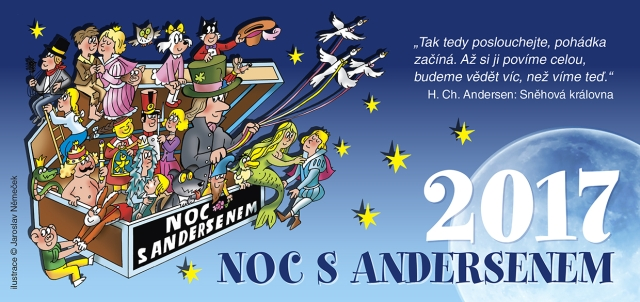 „Tak tedy poslouchejte, pohádka
začíná. Až si ji povíme celou,
budeme vědět víc, než víme teď.“
H. Ch. Andersen: Sněhová královna
NOC
S ANDERSENEM
2017
NOC S ANDERSENEM
ilustrace © Jaroslav Němeček